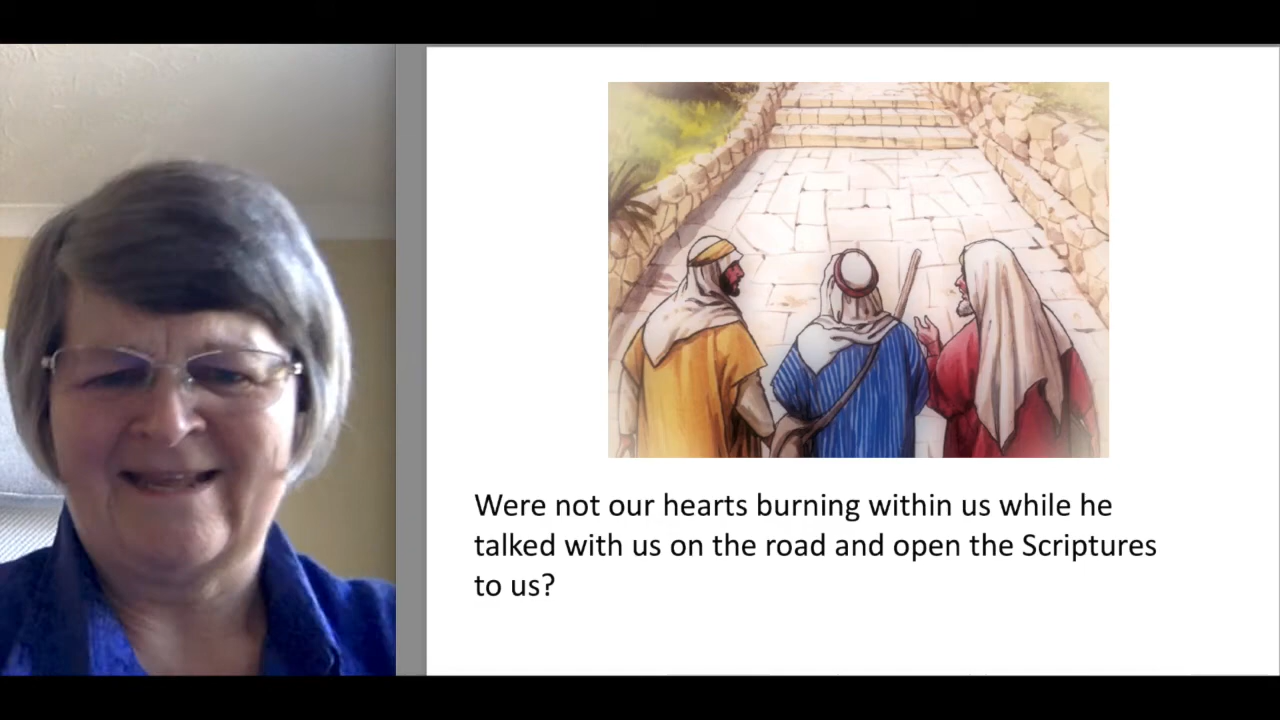 Were not our hearts burning within us while he
talked with us on the road and open the Scriptures
to us?